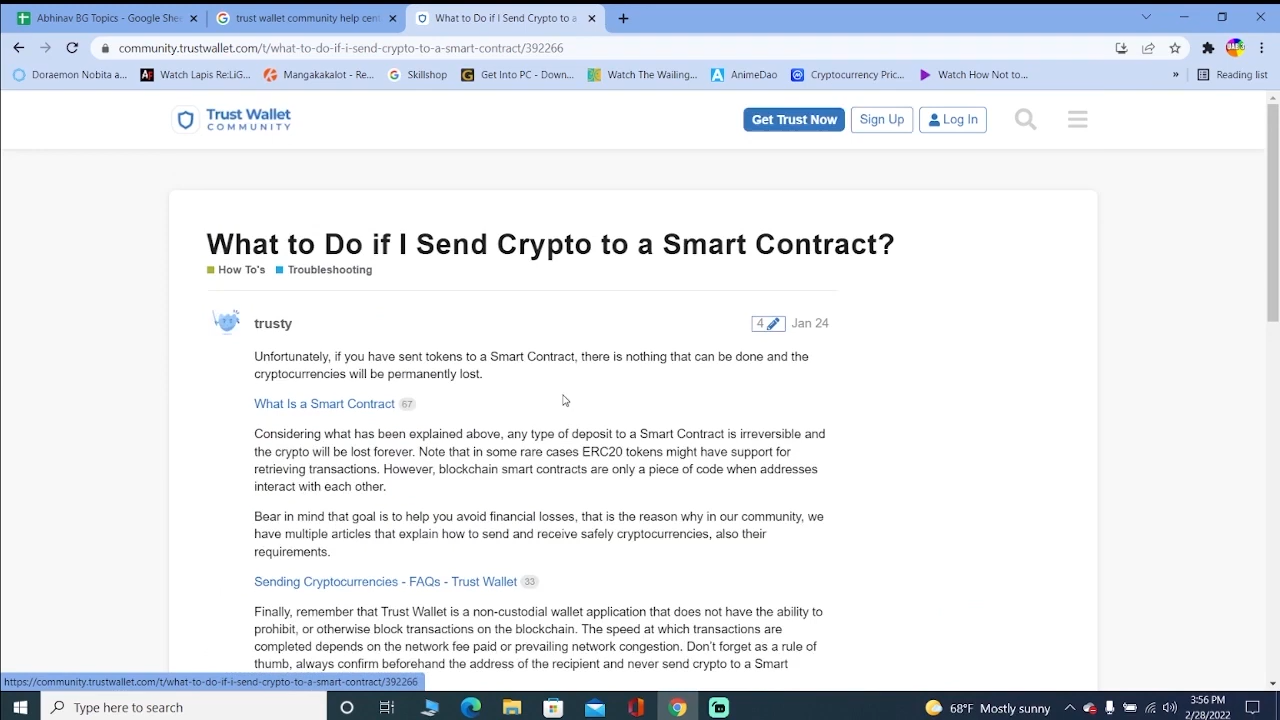 Abhinav BG Topics - Google She
trust wallet community help cen
What to Do if I Send Crypto to a
community.trustwallet.com/t/what-to-do-if-i-send-crypto-to-a-smart-contract/392266
Doraemon Nobita a...
Watch Lapis Re:LiG...
Mangakakalot - Re...
Skillshop
Get Into PC - Down...
Watch The Wailing...
AnimeDao
Cryptocurrency Pric...
Watch How Not to...
»
Reading list
Trust Wallet
COMMUNITY
Get Trust Now
Sign Up
Log In
What to Do if I Send Crypto to a Smart Contract?
How To's Troubleshooting
trusty
4
Jan 24
Unfortunately, if you have sent tokens to a Smart Contract, there is nothing that can be done and the
cryptocurrencies will be permanently lost.
What Is a Smart Contract 67
Considering what has been explained above, any type of deposit to a Smart Contract is irreversible and
the crypto will be lost forever. Note that in some rare cases ERC20 tokens might have support for
retrieving transactions. However, blockchain smart contracts are only a piece of code when addresses
interact with each other.
Bear in mind that goal is to help you avoid financial losses, that is the reason why in our community, we
have multiple articles that explain how to send and receive safely cryptocurrencies, also their
requirements.
Sending Cryptocurrencies - FAQs - Trust Wallet 33
Finally, remember that Trust Wallet is a non-custodial wallet application that does not have the ability to
prohibit, or otherwise block transactions on the blockchain. The speed at which transactions are
completed depends on the network fee paid or prevailing network congestion. Don't forget as a rule of
thumb, always confirm beforehand the address of the recipient and never send crypto to a Smart
https://community.trustwallet.com/t/what-to-do-if-i-send-crypto-to-a-smart-contract/392266
Type here to search
68°F Mostly sunny
3:56 PM
2/28/2022